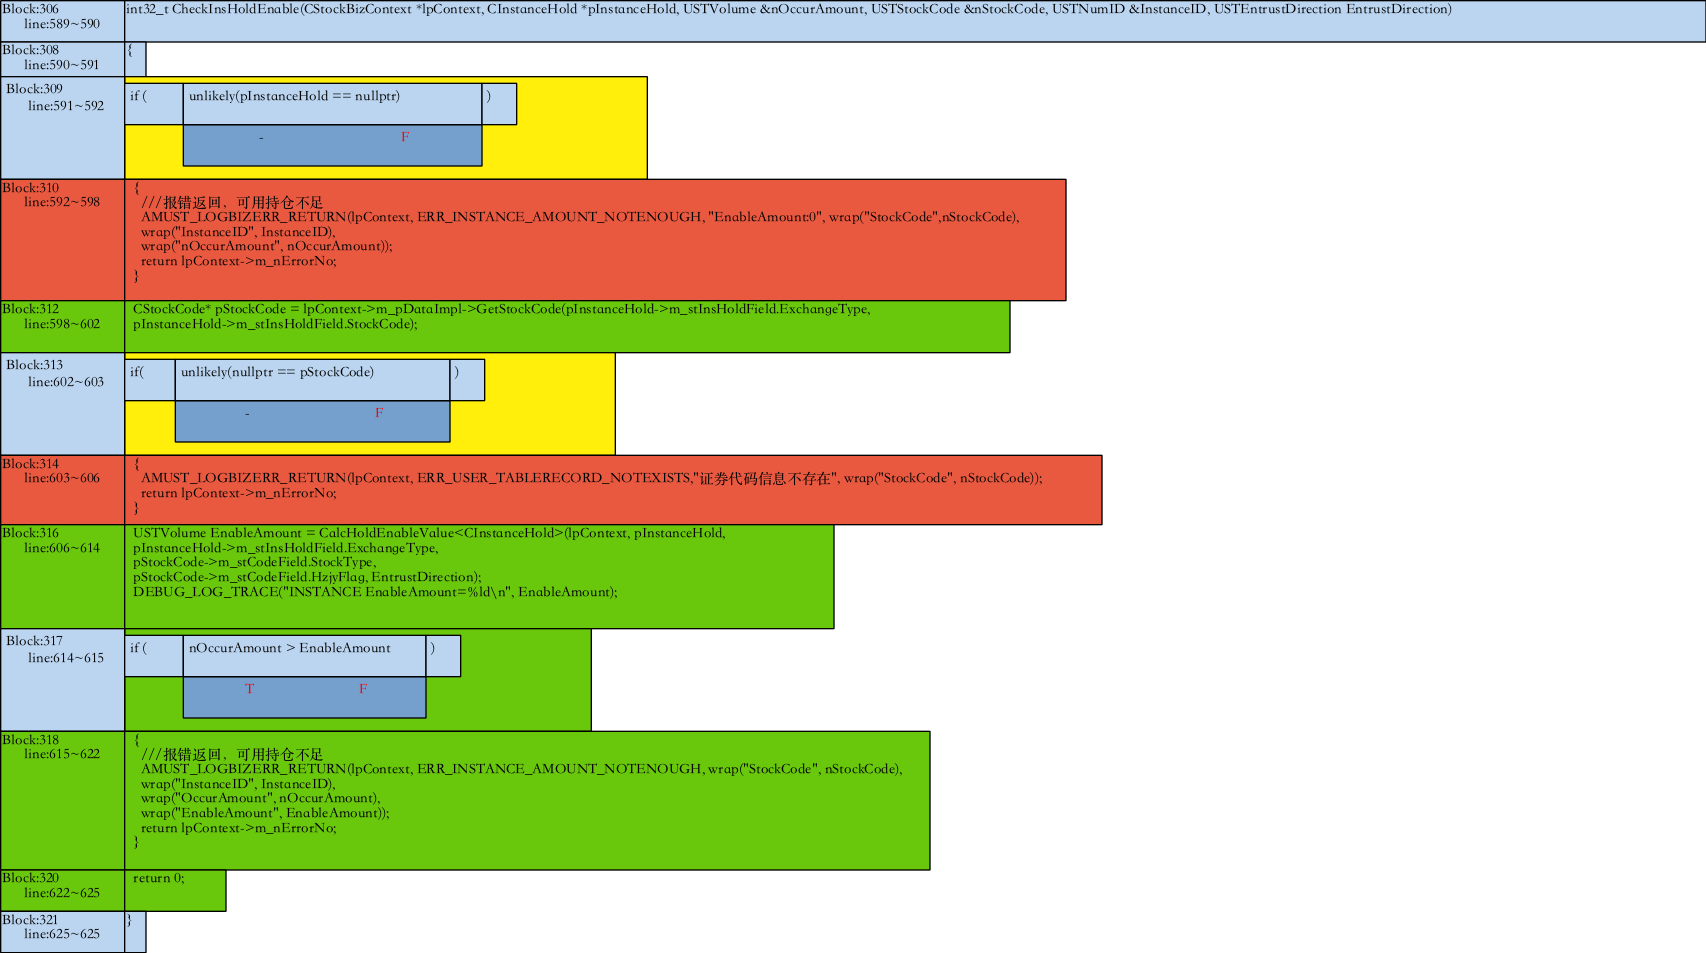 Block:306
line:589~590
int32_t CheckInsHoldEnable(CStockBizContext *lpContext, CInstanceHold *pInstanceHold, USTVolume &nOccurAmount, USTStockCode &nStockCode, USTNumID &InstanceID, USTEntrustDirection EntrustDirection)
Block:308
line:590~591
{
Block:309
line:591~592
if (
unlikely(pInstanceHold == nullptr)
)
-
F
Block:310
line:592~598
{
///报错返回，可用持仓不足
AMUST_LOGBIZERR_RETURN(lpContext, ERR_INSTANCE_AMOUNT_NOTENOUGH, "EnableAmount:0", wrap("StockCode",nStockCode),
wrap("InstanceID", InstanceID),
wrap("nOccurAmount", nOccurAmount));
return lpContext->m_nErrorNo;
}
Block:312
line:598~602
CStockCode* pStockCode = lpContext->m_pDataImpl->GetStockCode(pInstanceHold->m_stInsHoldField.ExchangeType,
pInstanceHold->m_stInsHoldField.StockCode);
Block:313
line:602~603
if(
unlikely(nullptr == pStockCode)
)
-
F
Block:314
line:603~606
{
AMUST_LOGBIZERR_RETURN(lpContext, ERR_USER_TABLERECORD_NOTEXISTS,"证券代码信息不存在", wrap("StockCode", nStockCode));
return lpContext->m_nErrorNo;
}
Block:316
line:606~614
USTVolume EnableAmount = CalcHoldEnableValue<CInstanceHold>(lpContext, pInstanceHold,
pInstanceHold->m_stInsHoldField.ExchangeType,
pStockCode->m_stCodeField.StockType,
pStockCode->m_stCodeField.HzjyFlag, EntrustDirection);
DEBUG_LOG_TRACE("INSTANCE EnableAmount=%ld\n", EnableAmount);
Block:317
line:614~615
if (
nOccurAmount > EnableAmount
)
T
F
Block:318
line:615~622
{
///报错返回，可用持仓不足
AMUST_LOGBIZERR_RETURN(lpContext, ERR_INSTANCE_AMOUNT_NOTENOUGH, wrap("StockCode", nStockCode),
wrap("InstanceID", InstanceID),
wrap("OccurAmount", nOccurAmount),
wrap("EnableAmount", EnableAmount));
return lpContext->m_nErrorNo;
}
Block:320
line:622~625
return 0;
Block:321
line:625~625
}